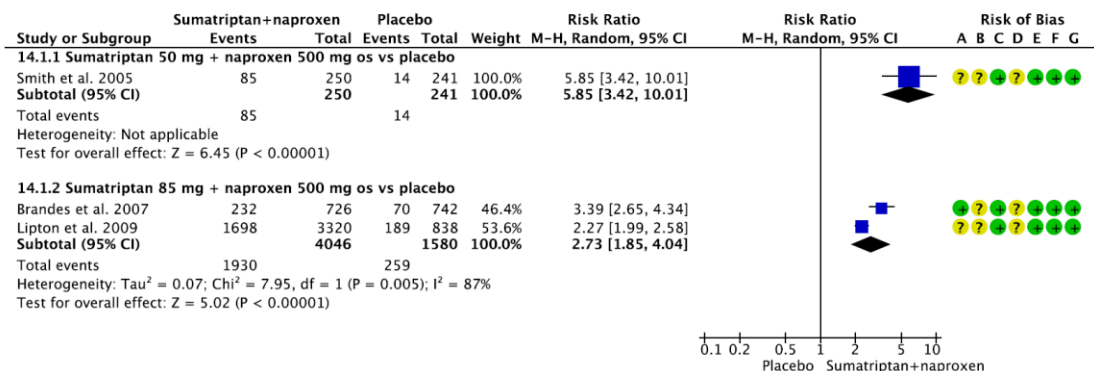 Sumatriptan+naproxen Placebo Risk Ratio Risk Ratio Risk of Bias
Study or Subgroup Events Total Events Total Weight M-H, Random, 95% CI M-H, Random, 95% CI A B C D E F G
14.1.1 Sumatriptan 50 mg + naproxen 500 mg os vs placebo
Smith et al. 2005 85 250 14 241 100.0% 5.85 [3.42, 10.01] ? ? + ? + + +
Subtotal (95% CI) 250 241 100.0% 5.85 [3.42, 10.01]
Total events 85 14
Heterogeneity: Not applicable
Test for overall effect: Z = 6.45 (P < 0.00001)
14.1.2 Sumatriptan 85 mg + naproxen 500 mg os vs placebo
Brandes et al. 2007 232 726 70 742 46.4% 3.39 [2.65, 4.34] + ? + ? + + +
Lipton et al. 2009 1698 3320 189 838 53.6% 2.27 [1.99, 2.58] ? ? + ? + + +
Subtotal (95% CI) 4046 1580 100.0% 2.73 [1.85, 4.04]
Total events 1930 259
Heterogeneity: Tau² = 0.07; Chi² = 7.95, df = 1 (P = 0.005); I² = 87%
Test for overall effect: Z = 5.02 (P < 0.00001)
0.1 0.2 0.5 1 2 5 10
Placebo Sumatriptan+naproxen